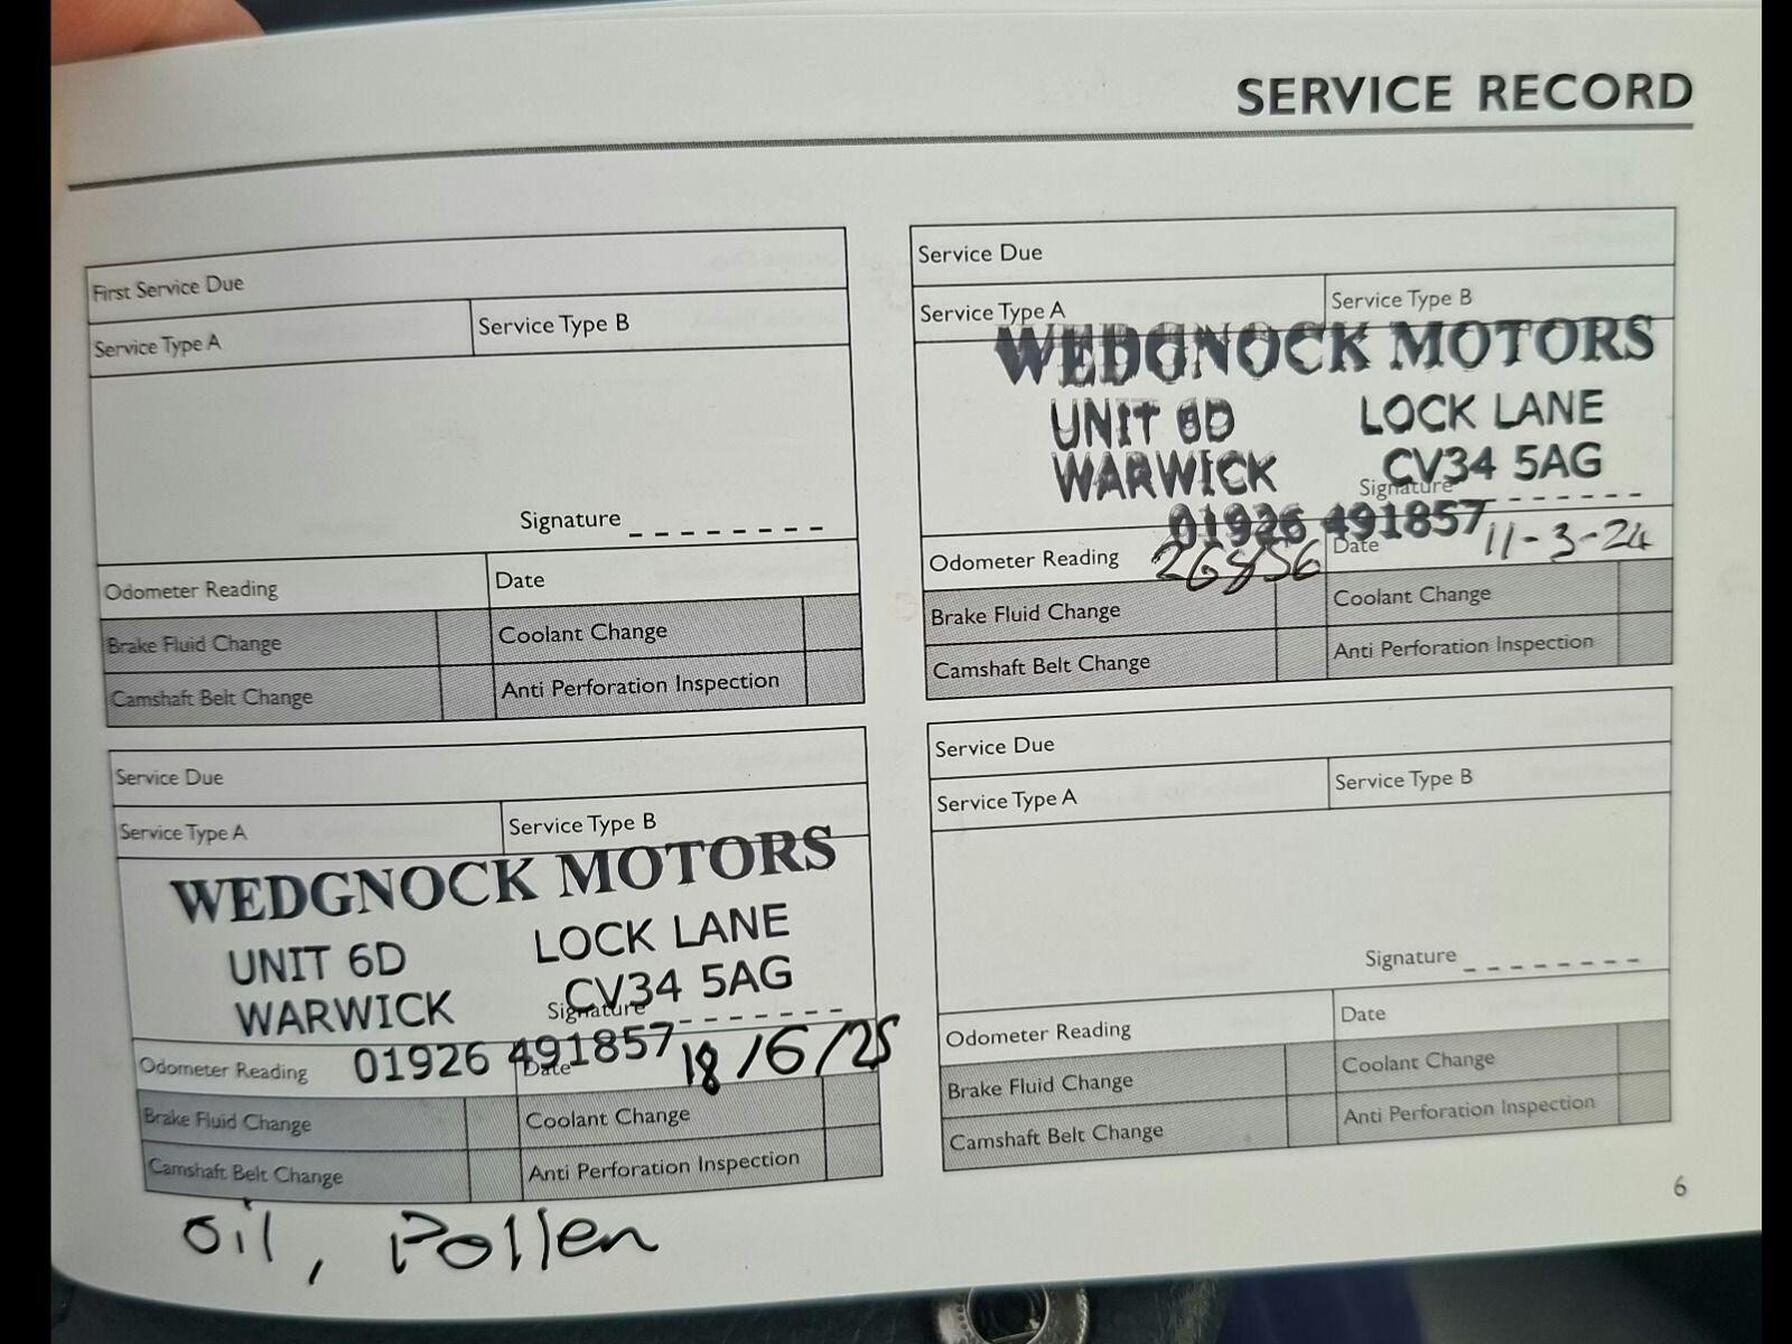 SERVICE RECORD
First Service Due
Service Type A
Service Type B
Signature
Odometer Reading
Date
Brake Fluid Change
Coolant Change
Camshaft Belt Change
Anti Perforation Inspection
Service Due
Service Type A
Service Type B
WEDGNOCK MOTORS
UNIT 6D LOCK LANE
WARWICK CV34 5AG
Signature
01926 491857
Odometer Reading 26856
Date 11-3-24
Brake Fluid Change
Coolant Change
Camshaft Belt Change
Anti Perforation Inspection
Service Due
Service Type A
Service Type B
WEDGNOCK MOTORS
UNIT 6D LOCK LANE
WARWICK CV34 5AG
Signature
01926 491857
Odometer Reading
Date 18/6/25
Brake Fluid Change
Coolant Change
Camshaft Belt Change
Anti Perforation Inspection
oil, Pollen
Service Due
Service Type A
Service Type B
Signature
Odometer Reading
Date
Brake Fluid Change
Coolant Change
Camshaft Belt Change
Anti Perforation Inspection
6